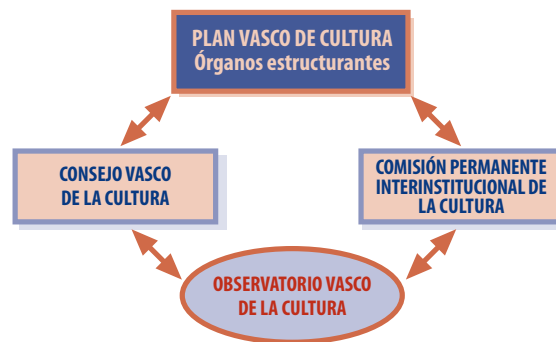 PLAN VASCO DE CULTURA
Órganos estructurantes
CONSEJO VASCO
DE LA CULTURA
COMISIÓN PERMANENTE
INTERINSTITUCIONAL DE
LA CULTURA
OBSERVATORIO VASCO
DE LA CULTURA